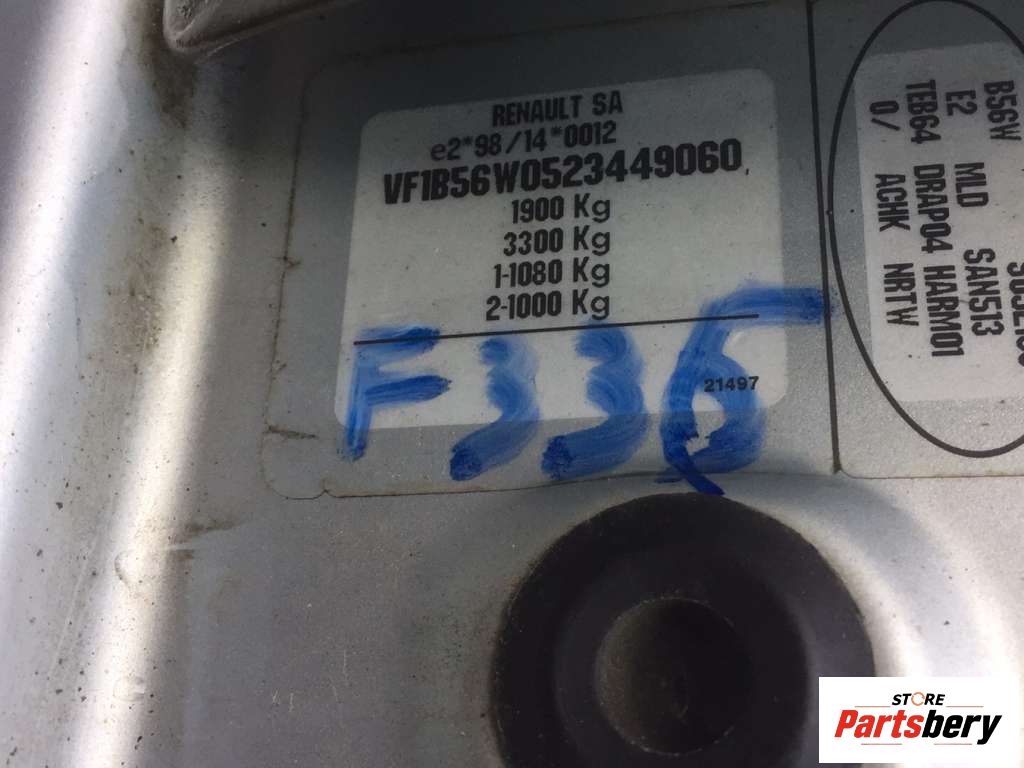 RENAULT SA
e2*98/14*0012
VF1B56W0523449060
1900 Kg
3300 Kg
1-1080 Kg
2-1000 Kg
21497
F336
B56W
E2 MLD SAN513
TEB64 DRAP04 HARM01
0/ ACHK NRTW
STORE
Partsbery